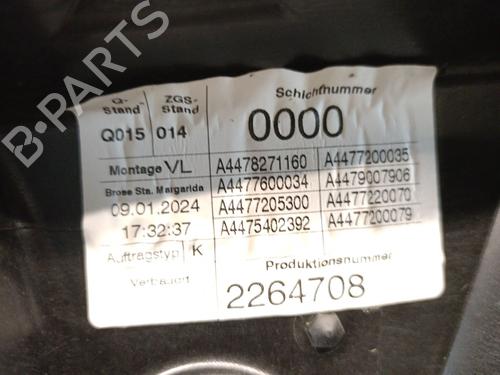 Q-Stand
ZGS-Stand
Schichtnummer
Q015
014
0000
Montage VL
A4478271160
A4477200035
Brose Sta. Margarida
A4477600034
A4479007906
09.01.2024
A4477205300
A4477220070
17:32:37
A4475402392
A4477200079
Auftragstyp
K
Verbauort
Produktionsnummer
2264708
B-PARTS